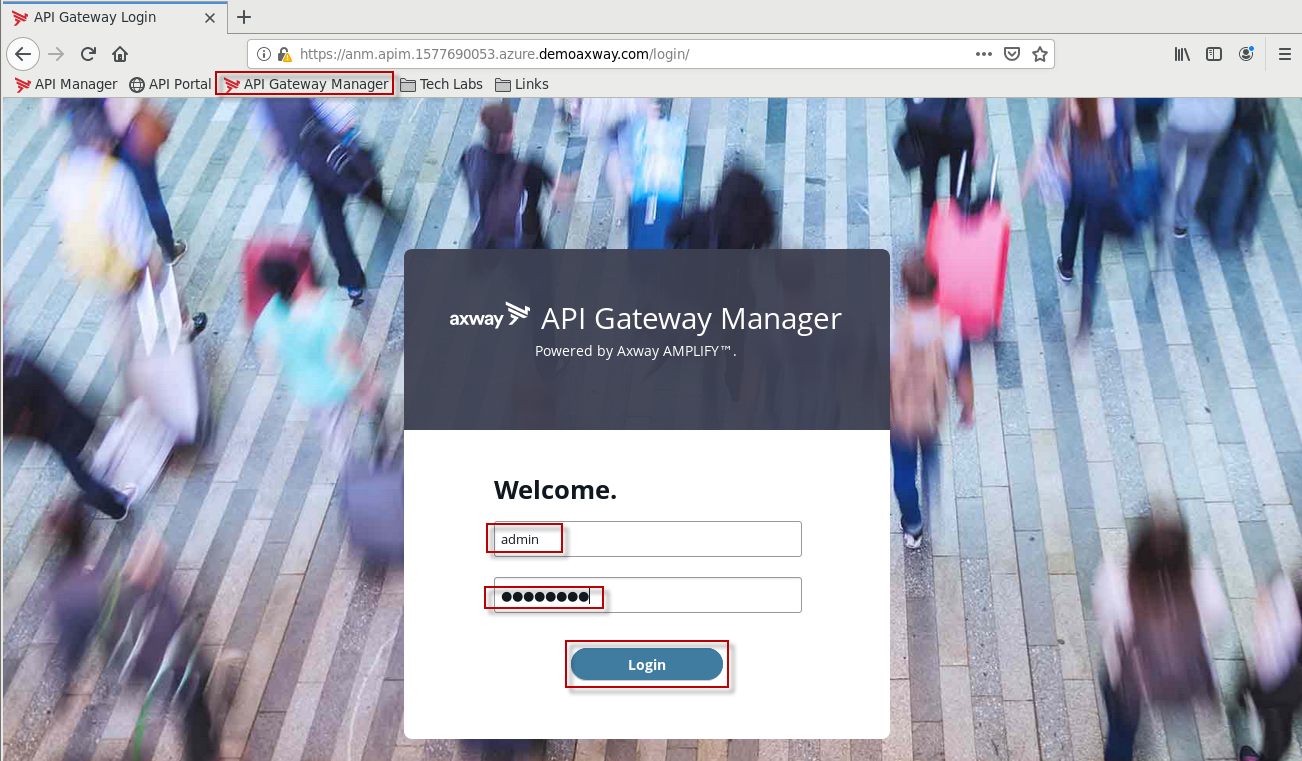 API Gateway Login
https://anm.apim.1577690053.azure.demoaxway.com/login/
API Manager API Portal API Gateway Manager Tech Labs Links
axway API Gateway Manager
Powered by Axway AMPLIFY™.
Welcome.
admin
Login